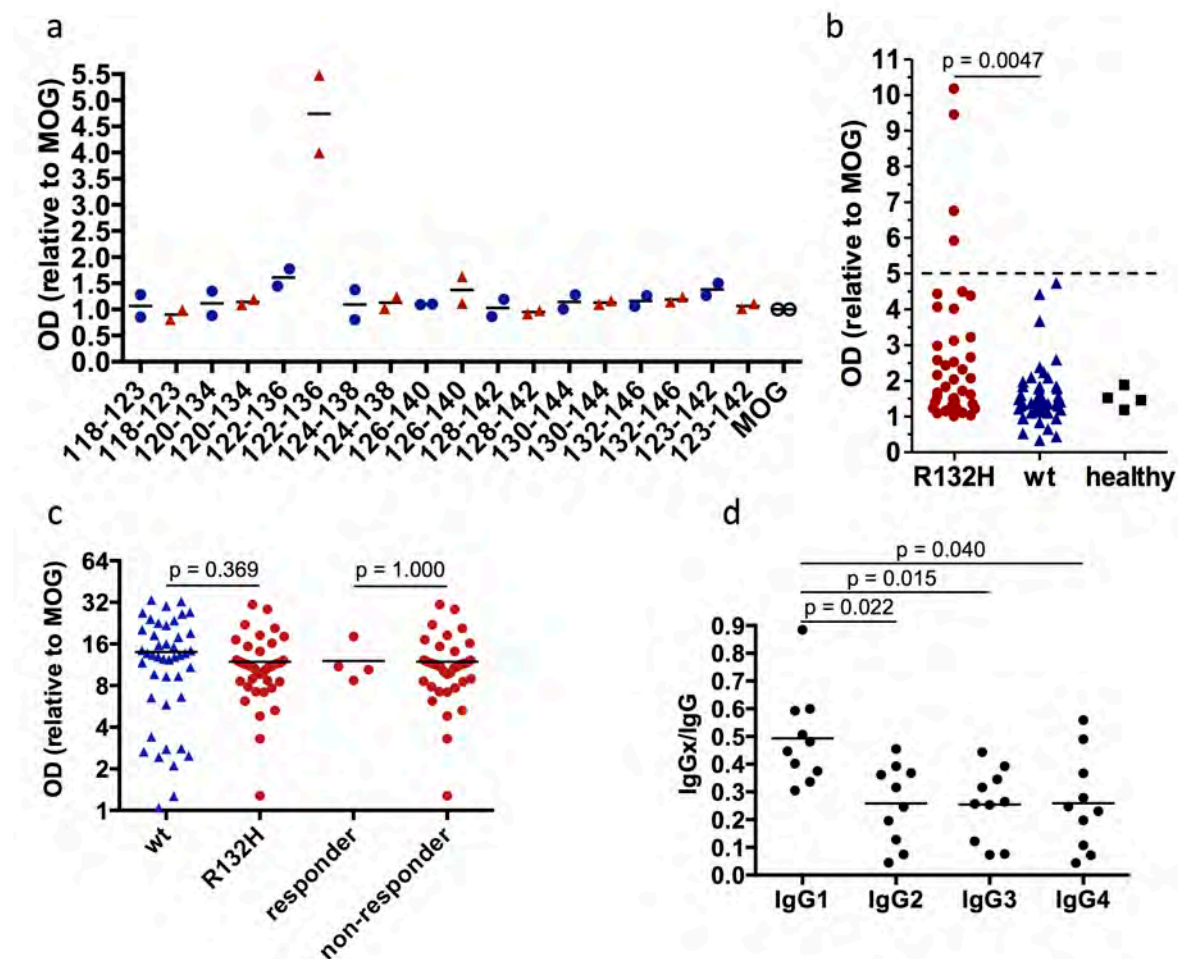 a
OD (relative to MOG)
5.5
5.0
4.5
4.0
3.5
3.0
2.5
2.0
1.5
1.0
0.5
0.0
118-123
118-123
120-134
120-134
122-136
122-136
124-138
124-138
126-140
126-140
128-142
128-142
130-144
130-144
132-146
132-146
123-142
123-142
MOG
b
OD (relative to MOG)
11
10
9
8
7
6
5
4
3
2
1
0
p = 0.0047
R132H wt healthy
c
OD (relative to MOG)
64
32
16
8
4
2
1
p = 0.369 p = 1.000
wt
R132H
responder
non-responder
d
p = 0.040
p = 0.015
p = 0.022
IgGx/IgG
0.9
0.8
0.7
0.6
0.5
0.4
0.3
0.2
0.1
0.0
IgG1 IgG2 IgG3 IgG4